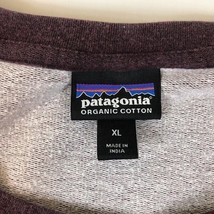 patagonia
ORGANIC COTTON
XL
MADE IN
INDIA